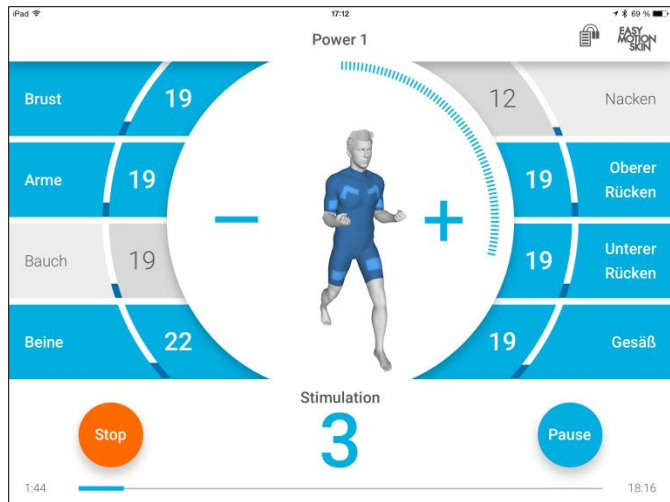 iPad 17:12 69 %
Power 1
EASY
MOTION
SKIN
Brust 19
12 Nacken
Arme 19
19 Oberer
Rücken
Bauch 19
19 Unterer
Rücken
Beine 22
19 Gesäß
Stimulation
3
Stop
Pause
1:44
18:16